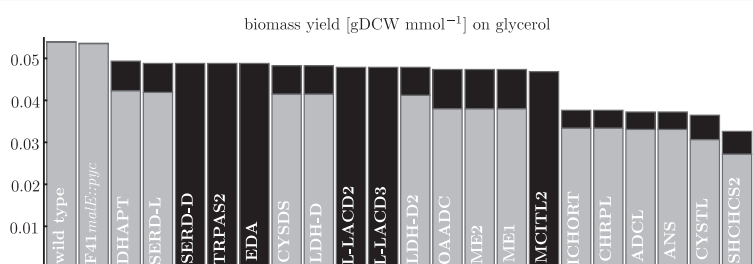 biomass yield [gDCW mmol⁻¹] on glycerol
0.05
0.04
0.03
0.02
0.01
wild type
F41malE::pyc
DHAPT
SERD-L
SERD-D
TRPAS2
EDA
CYSDS
LDH-D
L-LACD2
L-LACD3
LDH-D2
OAADC
ME2
ME1
MCITL2
ICHORT
CHRPL
ADCL
ANS
CYSTL
SHCHCS2